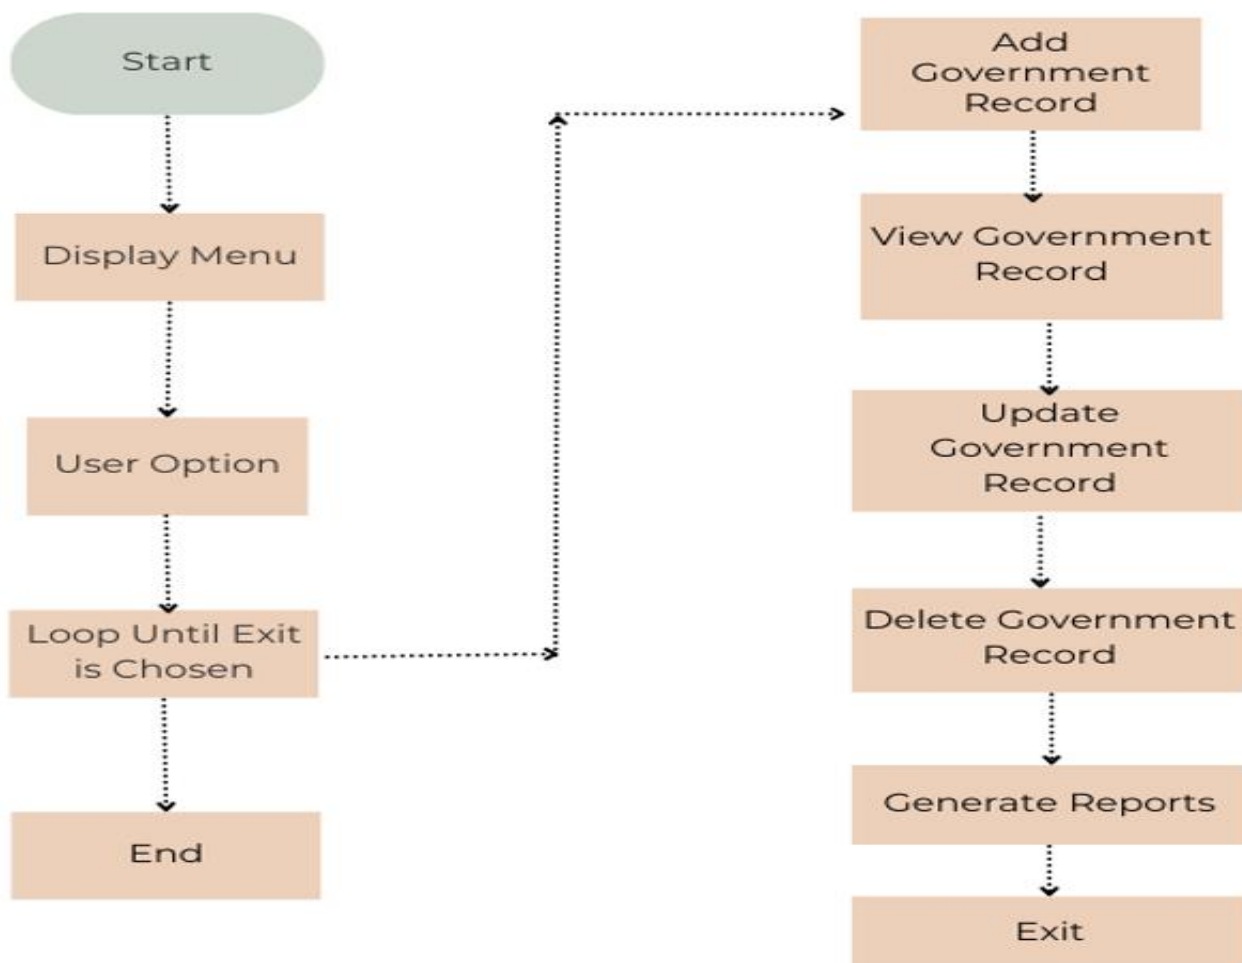 Start
Display Menu
User Option
Loop Until Exit
is Chosen
End
Add
Government
Record
View Government
Record
Update
Government
Record
Delete Government
Record
Generate Reports
Exit